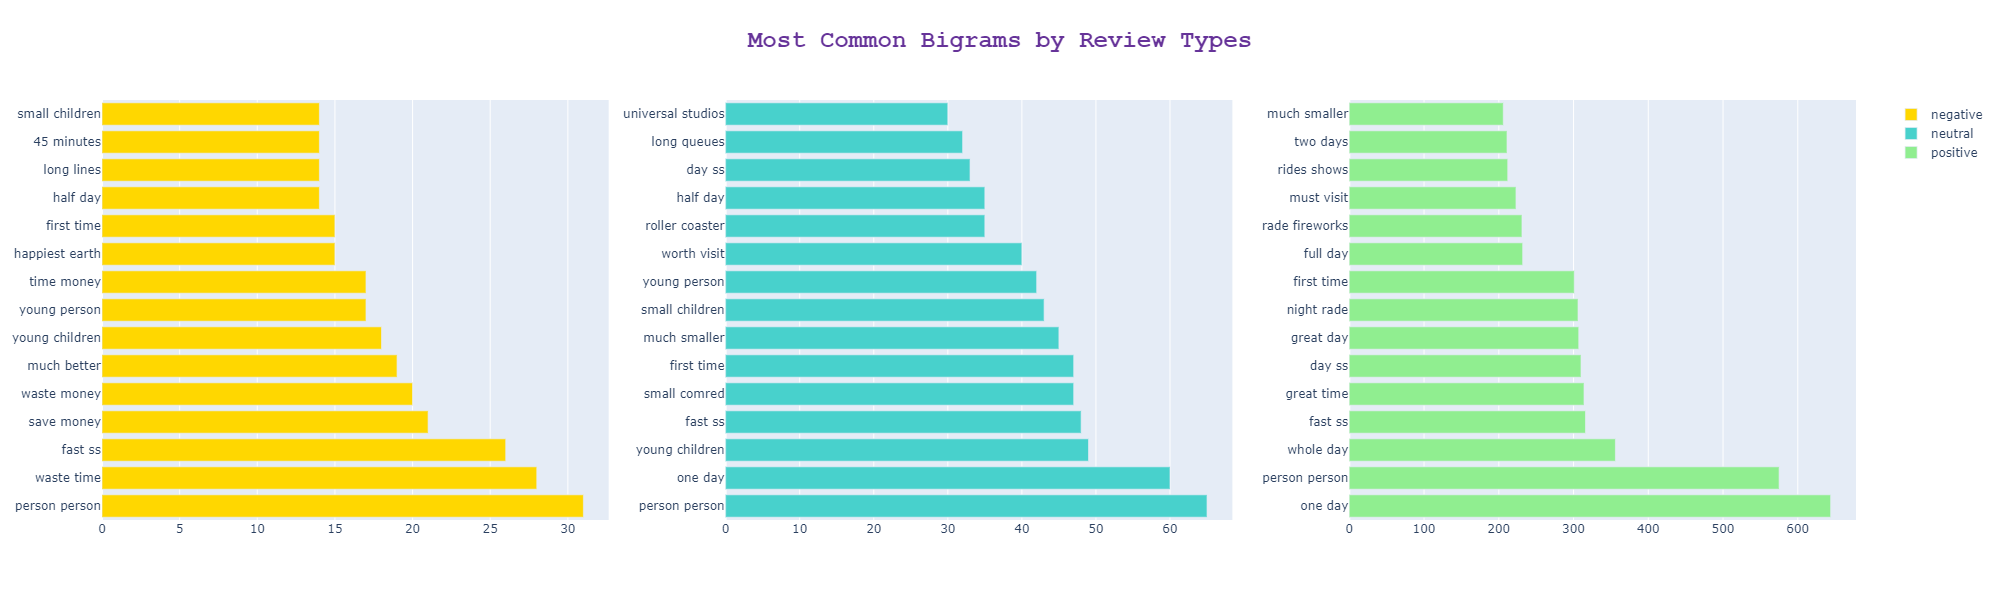 Most Common Bigrams by Review Types
small children
45 minutes
long lines
half day
first time
happiest earth
time money
young person
young children
much better
waste money
save money
fast ss
waste time
person person
0 5 10 15 20 25 30
universal studios
long queues
day ss
half day
roller coaster
worth visit
young person
small children
much smaller
first time
small comred
fast ss
young children
one day
person person
0 10 20 30 40 50 60
much smaller
two days
rides shows
must visit
rade fireworks
full day
first time
night rade
great day
day ss
great time
fast ss
whole day
person person
one day
0 100 200 300 400 500 600
negative
neutral
positive